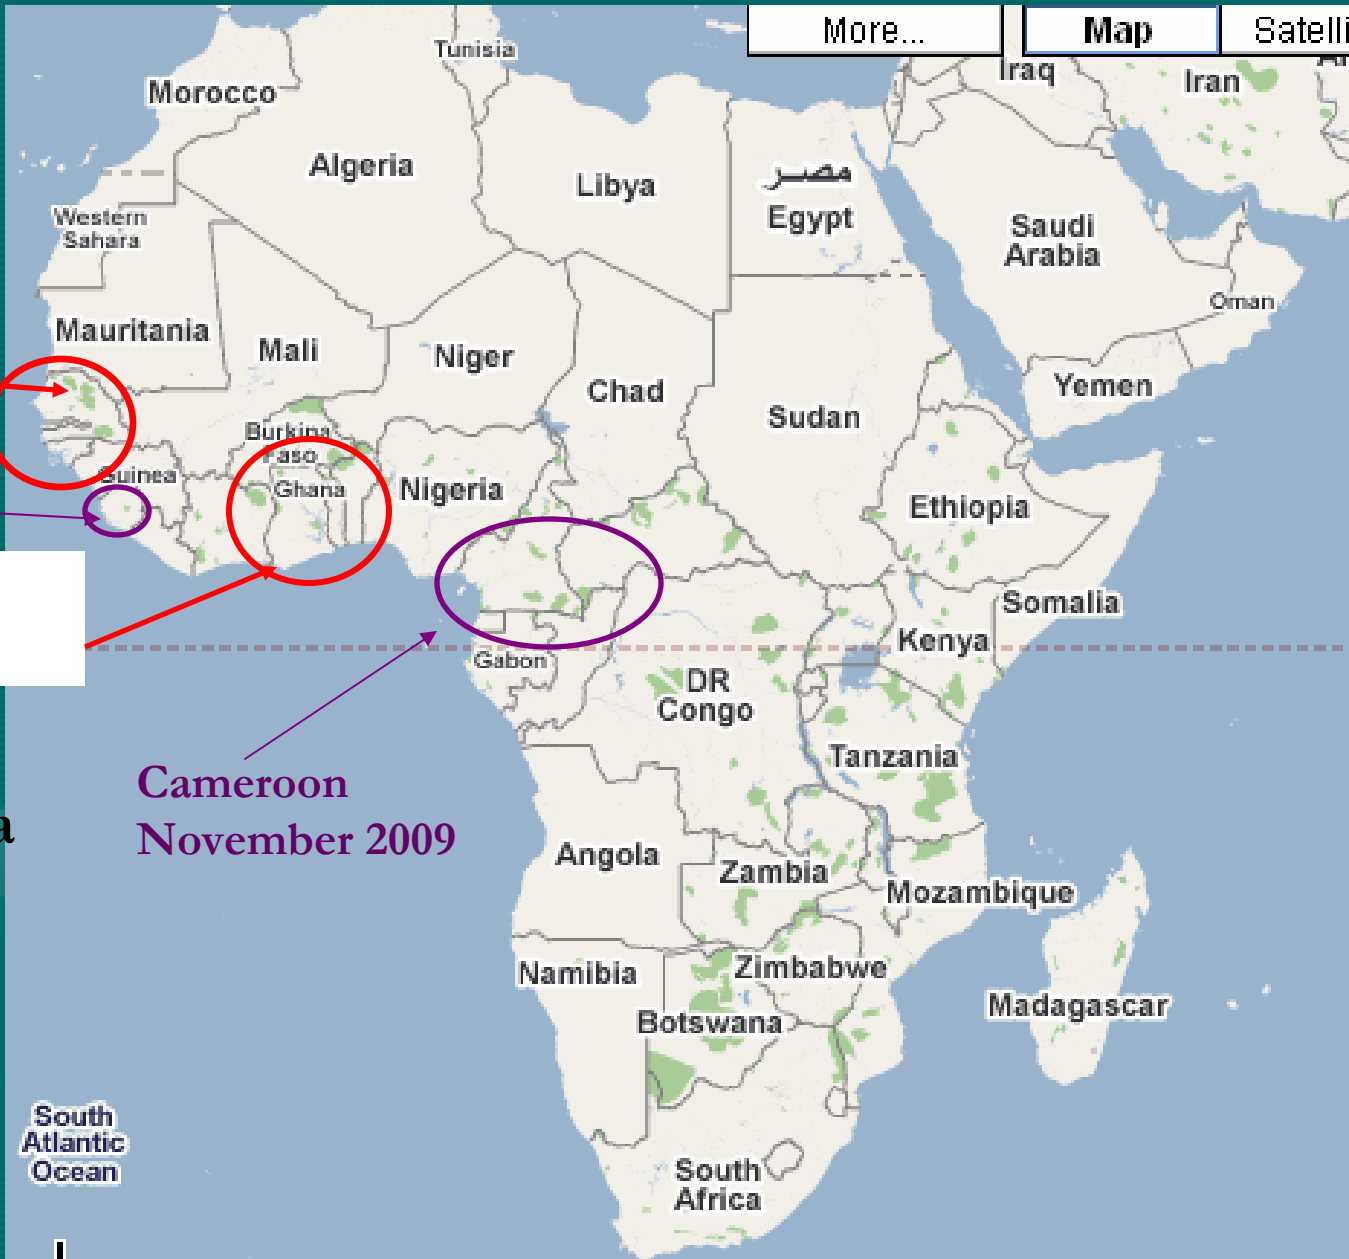 More...
Map
Satelli
Tunisia
Morocco
Iraq
Iran
Algeria
Libya
مصر
Egypt
Western
Sahara
Saudi
Arabia
Oman
Mauritania
Mali
Niger
Chad
Sudan
Yemen
Burkina
Faso
Guinea
Ghana
Nigeria
Ethiopia
Somalia
Kenya
Gabon
DR
Congo
Tanzania
Cameroon
November 2009
a
Angola
Zambia
Mozambique
Namibia
Zimbabwe
Madagascar
Botswana
South
Atlantic
Ocean
South
Africa